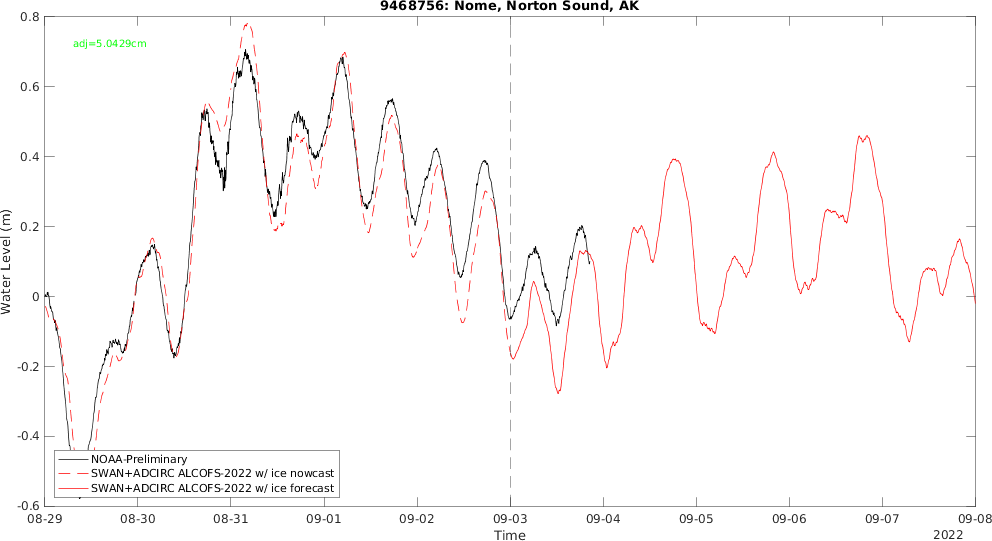 9468756: Nome, Norton Sound, AK
adj=5.0429cm
0.8
0.6
0.4
0.2
0
-0.2
-0.4
-0.6
Water Level (m)
NOAA-Preliminary
SWAN+ADCIRC ALCOFS-2022 w/ ice nowcast
SWAN+ADCIRC ALCOFS-2022 w/ ice forecast
08-29 08-30 08-31 09-01 09-02 09-03 09-04 09-05 09-06 09-07 09-08
Time
2022